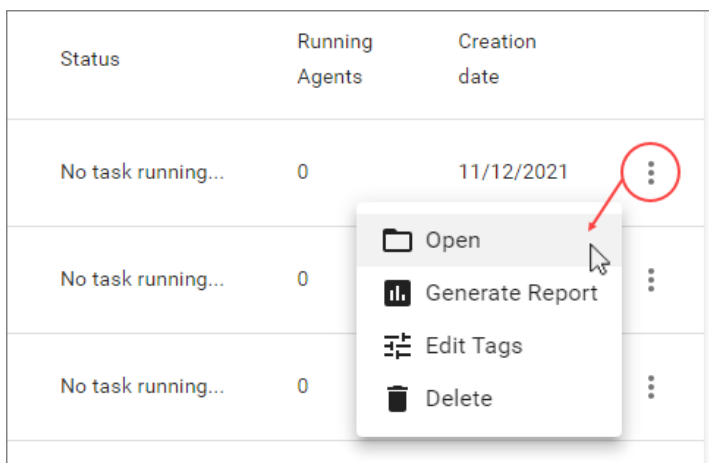 Status
Running
Agents
Creation
date
No task running...
0
11/12/2021
Open
No task running...
0
Generate Report
Edit Tags
No task running...
0
Delete